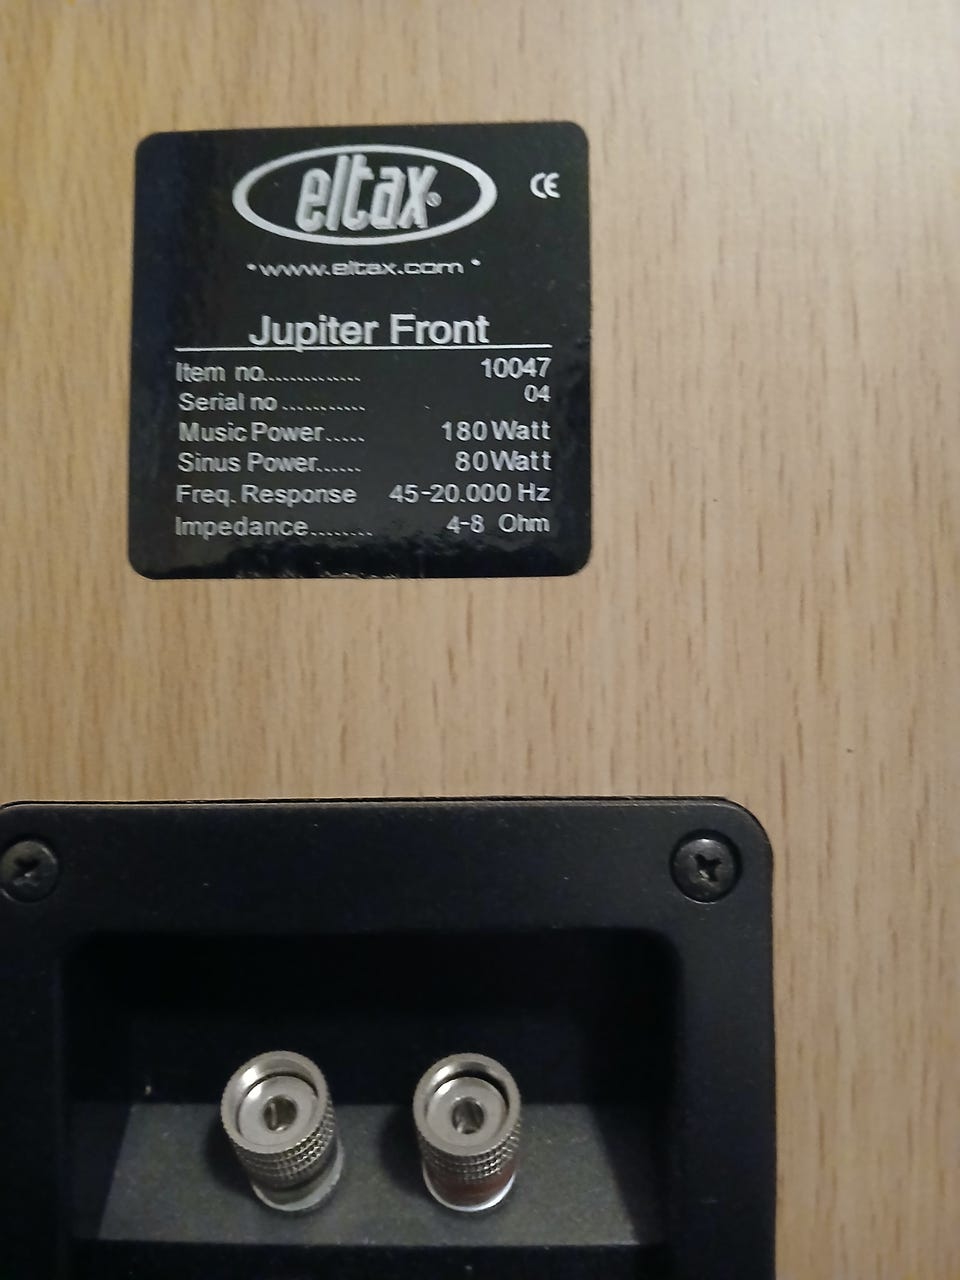 eltax®
CE
"www.eltax.com"
Jupiter Front
Item no............. 10047
Serial no ........... 04
Music Power..... 180 Watt
Sinus Power...... 80 Watt
Freq. Response 45-20.000 Hz
Impedance........ 4-8 Ohm